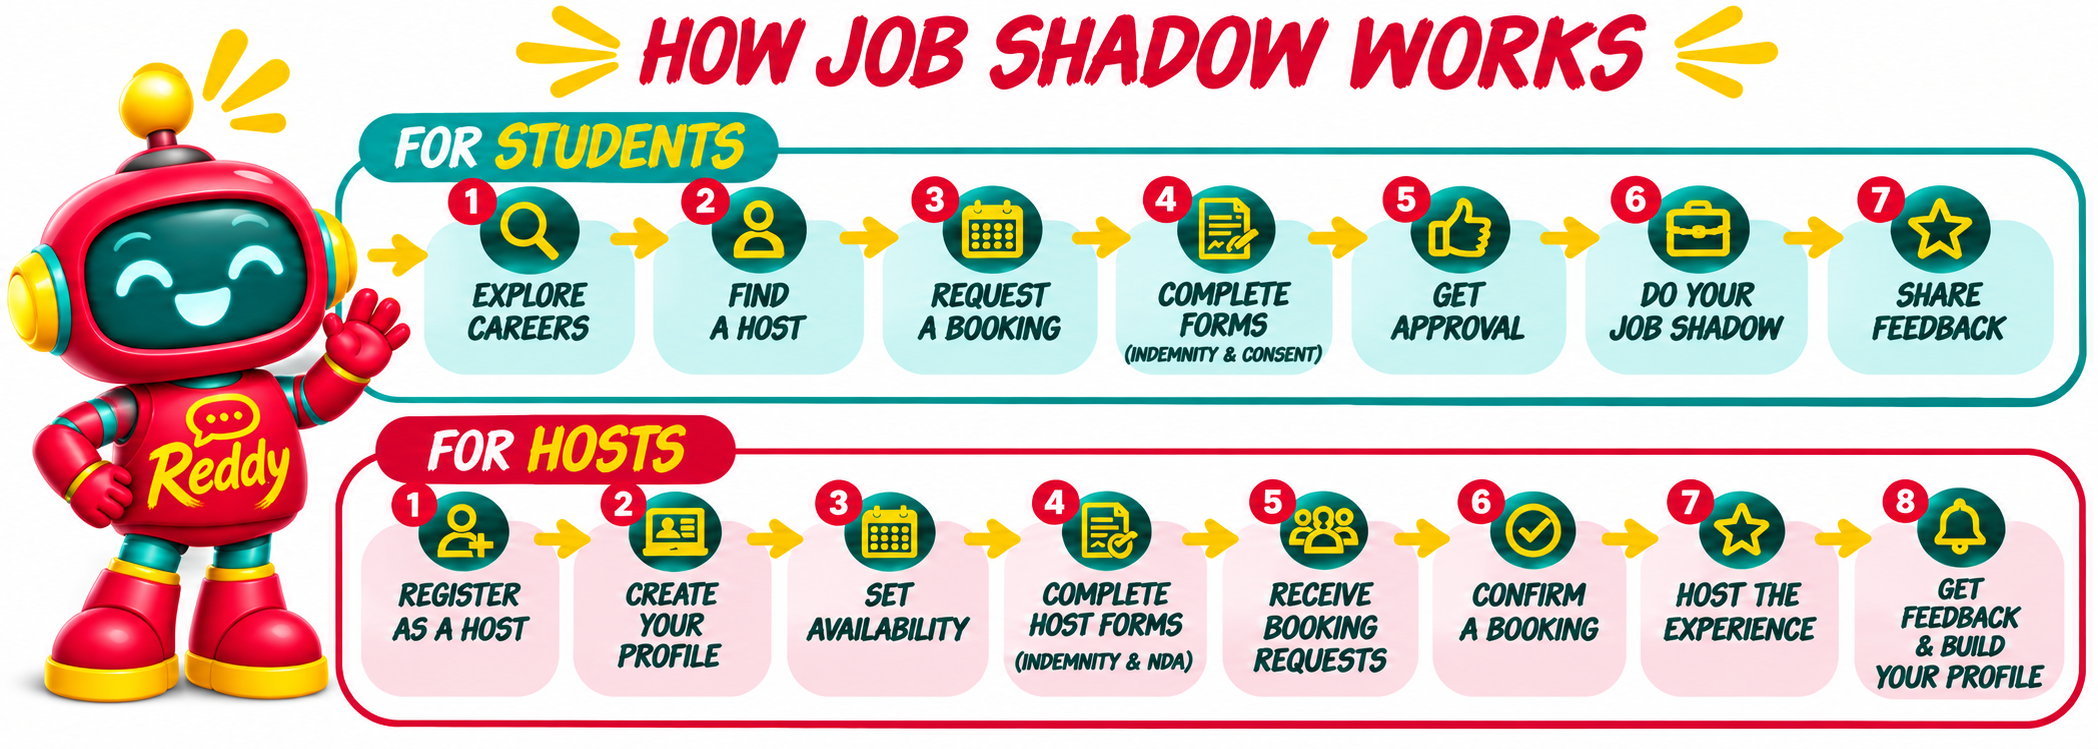 HOW JOB SHADOW WORKS
FOR STUDENTS
1
EXPLORE
CAREERS
2
FIND
A HOST
3
REQUEST
A BOOKING
4
COMPLETE
FORMS
(INDEMNITY & CONSENT)
5
GET
APPROVAL
6
DO YOUR
JOB SHADOW
7
SHARE
FEEDBACK
Reddy
FOR HOSTS
1
REGISTER
AS A HOST
2
CREATE
YOUR
PROFILE
3
SET
AVAILABILITY
4
COMPLETE
HOST FORMS
(INDEMNITY & NDA)
5
RECEIVE
BOOKING
REQUESTS
6
CONFIRM
A BOOKING
7
HOST THE
EXPERIENCE
8
GET
FEEDBACK
& BUILD
YOUR PROFILE